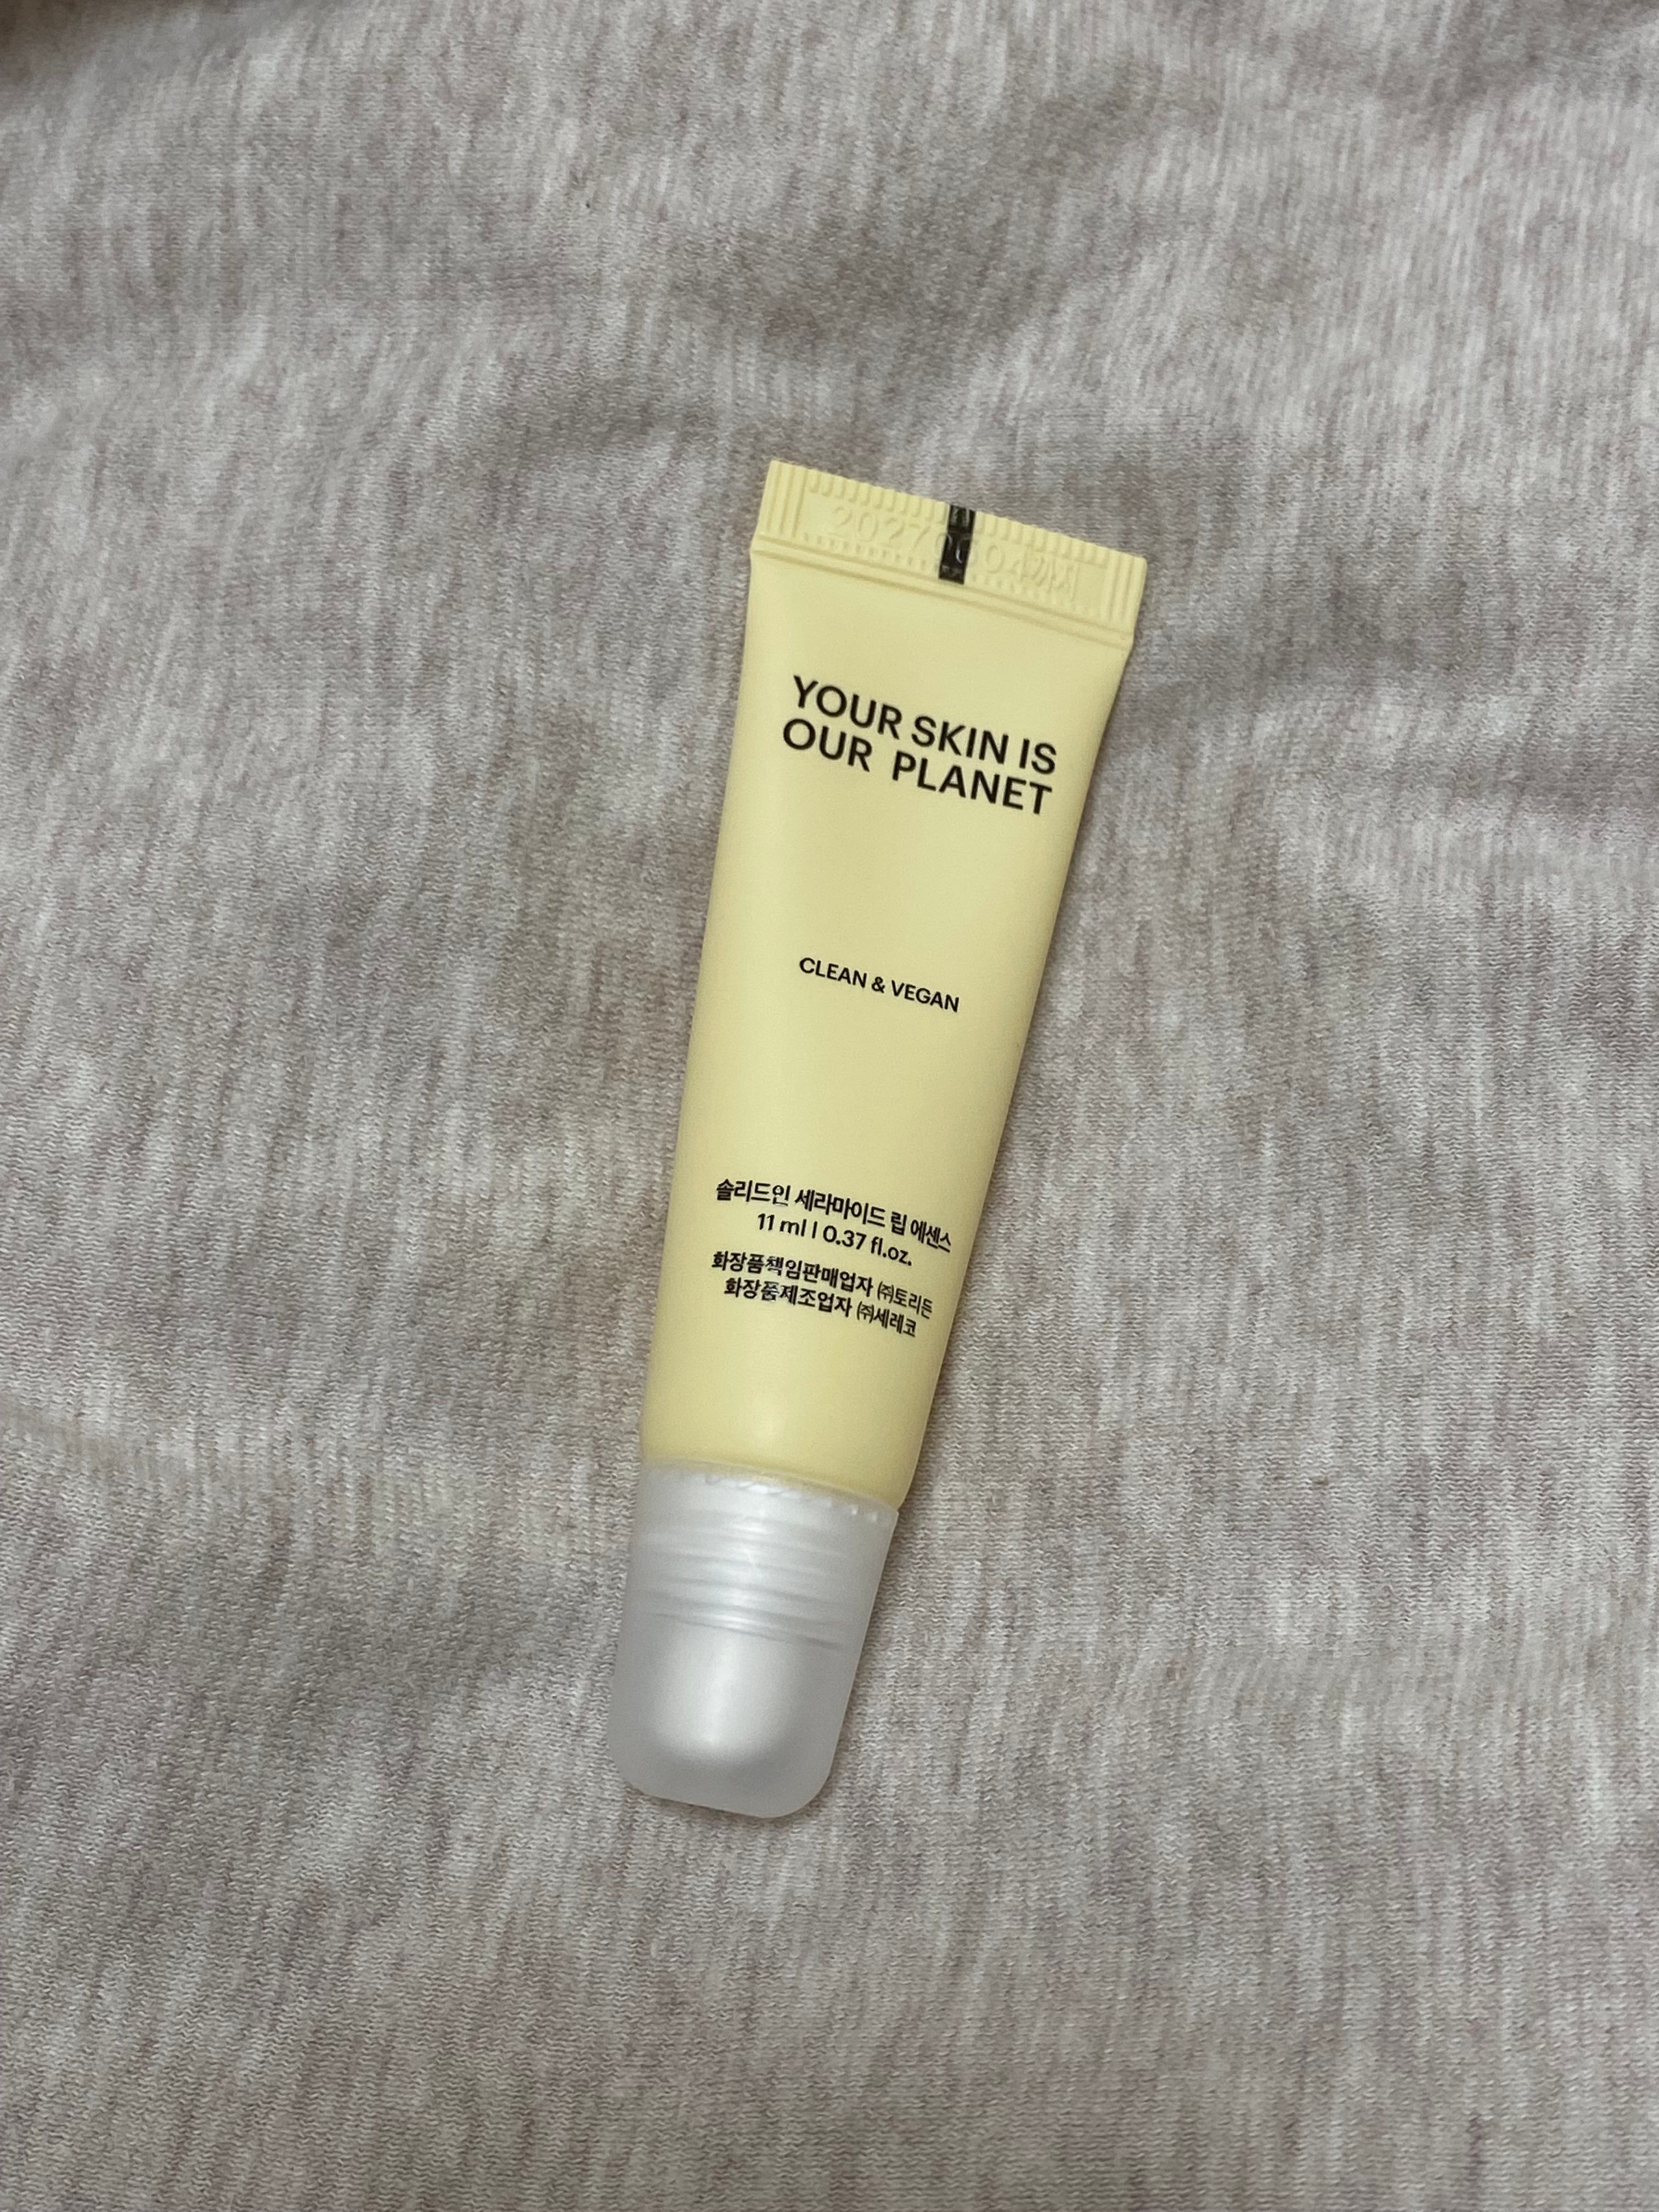 YOUR SKIN IS
OUR PLANET
CLEAN & VEGAN
솔리드인 세라마이드 립 에센스
11 ml | 0.37 fl.oz.
화장품책임판매업자 ㈜토리든
화장품제조업자 ㈜세레코